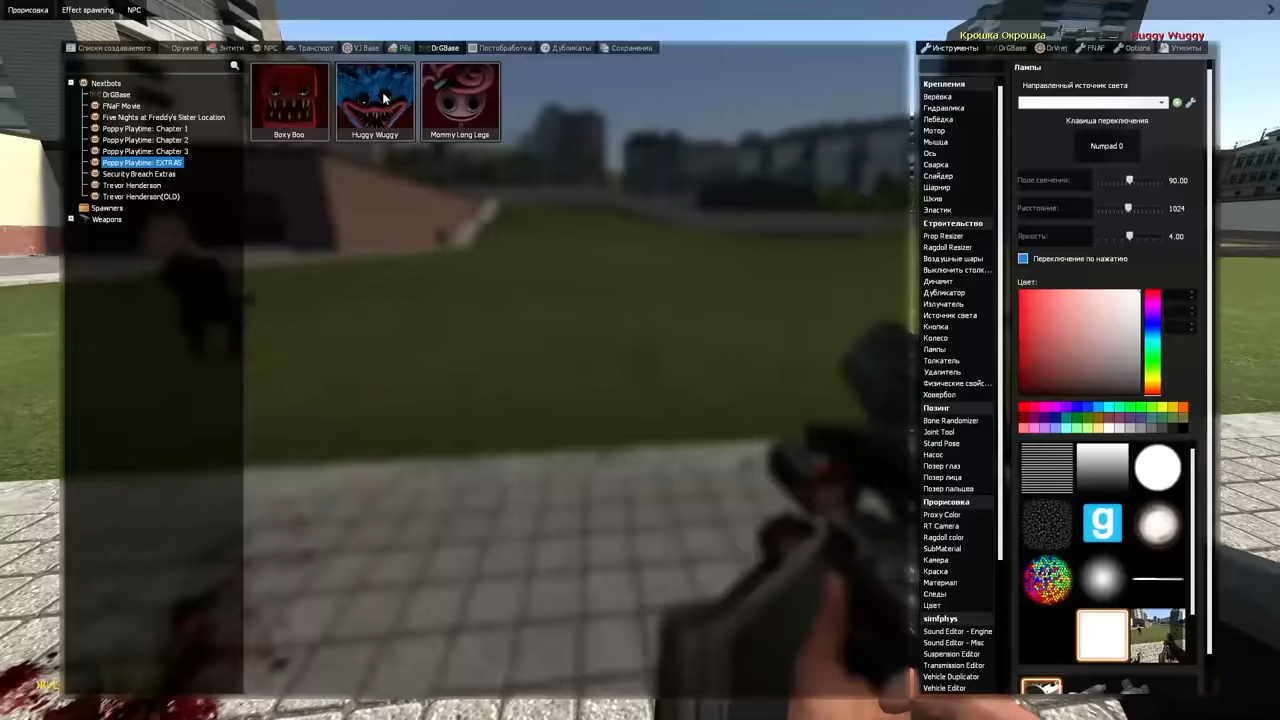 Прорисовка Effect spawning NPC
Крошка Окрошка Huggy Wuggy
Списки создаваемого Оружие Энтити NPC Транспорт VJ Base Pills DrGBase Постобработка Дубликаты Сохранения
Nextbots
DrGBase
FNaF Movie
Five Nights at Freddy's Sister Location
Poppy Playtime: Chapter 1
Poppy Playtime: Chapter 2
Poppy Playtime: Chapter 3
Poppy Playtime: EXTRAS
Security Breach Extras
Trevor Henderson
Trevor Henderson(OLD)
Spawners
Weapons
Boxy Boo Huggy Wuggy Mommy Long Legs
Инструменты DrGBase DrVrej FNAF Options Утилиты
Крепления
Верёвка
Гидравлика
Лебёдка
Мотор
Мышца
Ось
Сварка
Слайдер
Шарнир
Шкив
Эластик
Строительство
Prop Resizer
Ragdoll Resizer
Воздушные шары
Выключить столк...
Динамит
Дубликатор
Излучатель
Источник света
Кнопка
Колесо
Лампы
Толкатель
Удалитель
Физические свойс...
Ховербол
Позинг
Bone Randomizer
Joint Tool
Stand Pose
Насос
Позер глаз
Позер лица
Позер пальцев
Прорисовка
Proxy Color
RT Camera
Ragdoll color
SubMaterial
Камера
Краска
Материал
Следы
Цвет
simfphys
Sound Editor - Engine
Sound Editor - Misc
Suspension Editor
Transmission Editor
Vehicle Duplicator
Vehicle Editor
Лампы
Направленный источник света
Клавиша переключения
Numpad 0
Поле свечения: 90.00
Расстояние: 1024
Яркость: 4.00
Переключение по нажатию
Цвет:
g